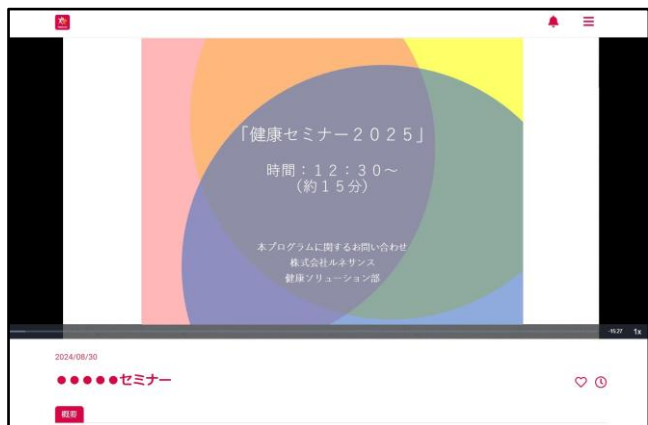 「健康セミナー２０２５」
時間：１２：３０～
（約１５分）
本プログラムに関するお問い合わせ
株式会社ルネサンス
健康ソリューション部
-15:27 1x
2024/08/30
●●●●●セミナー
概要